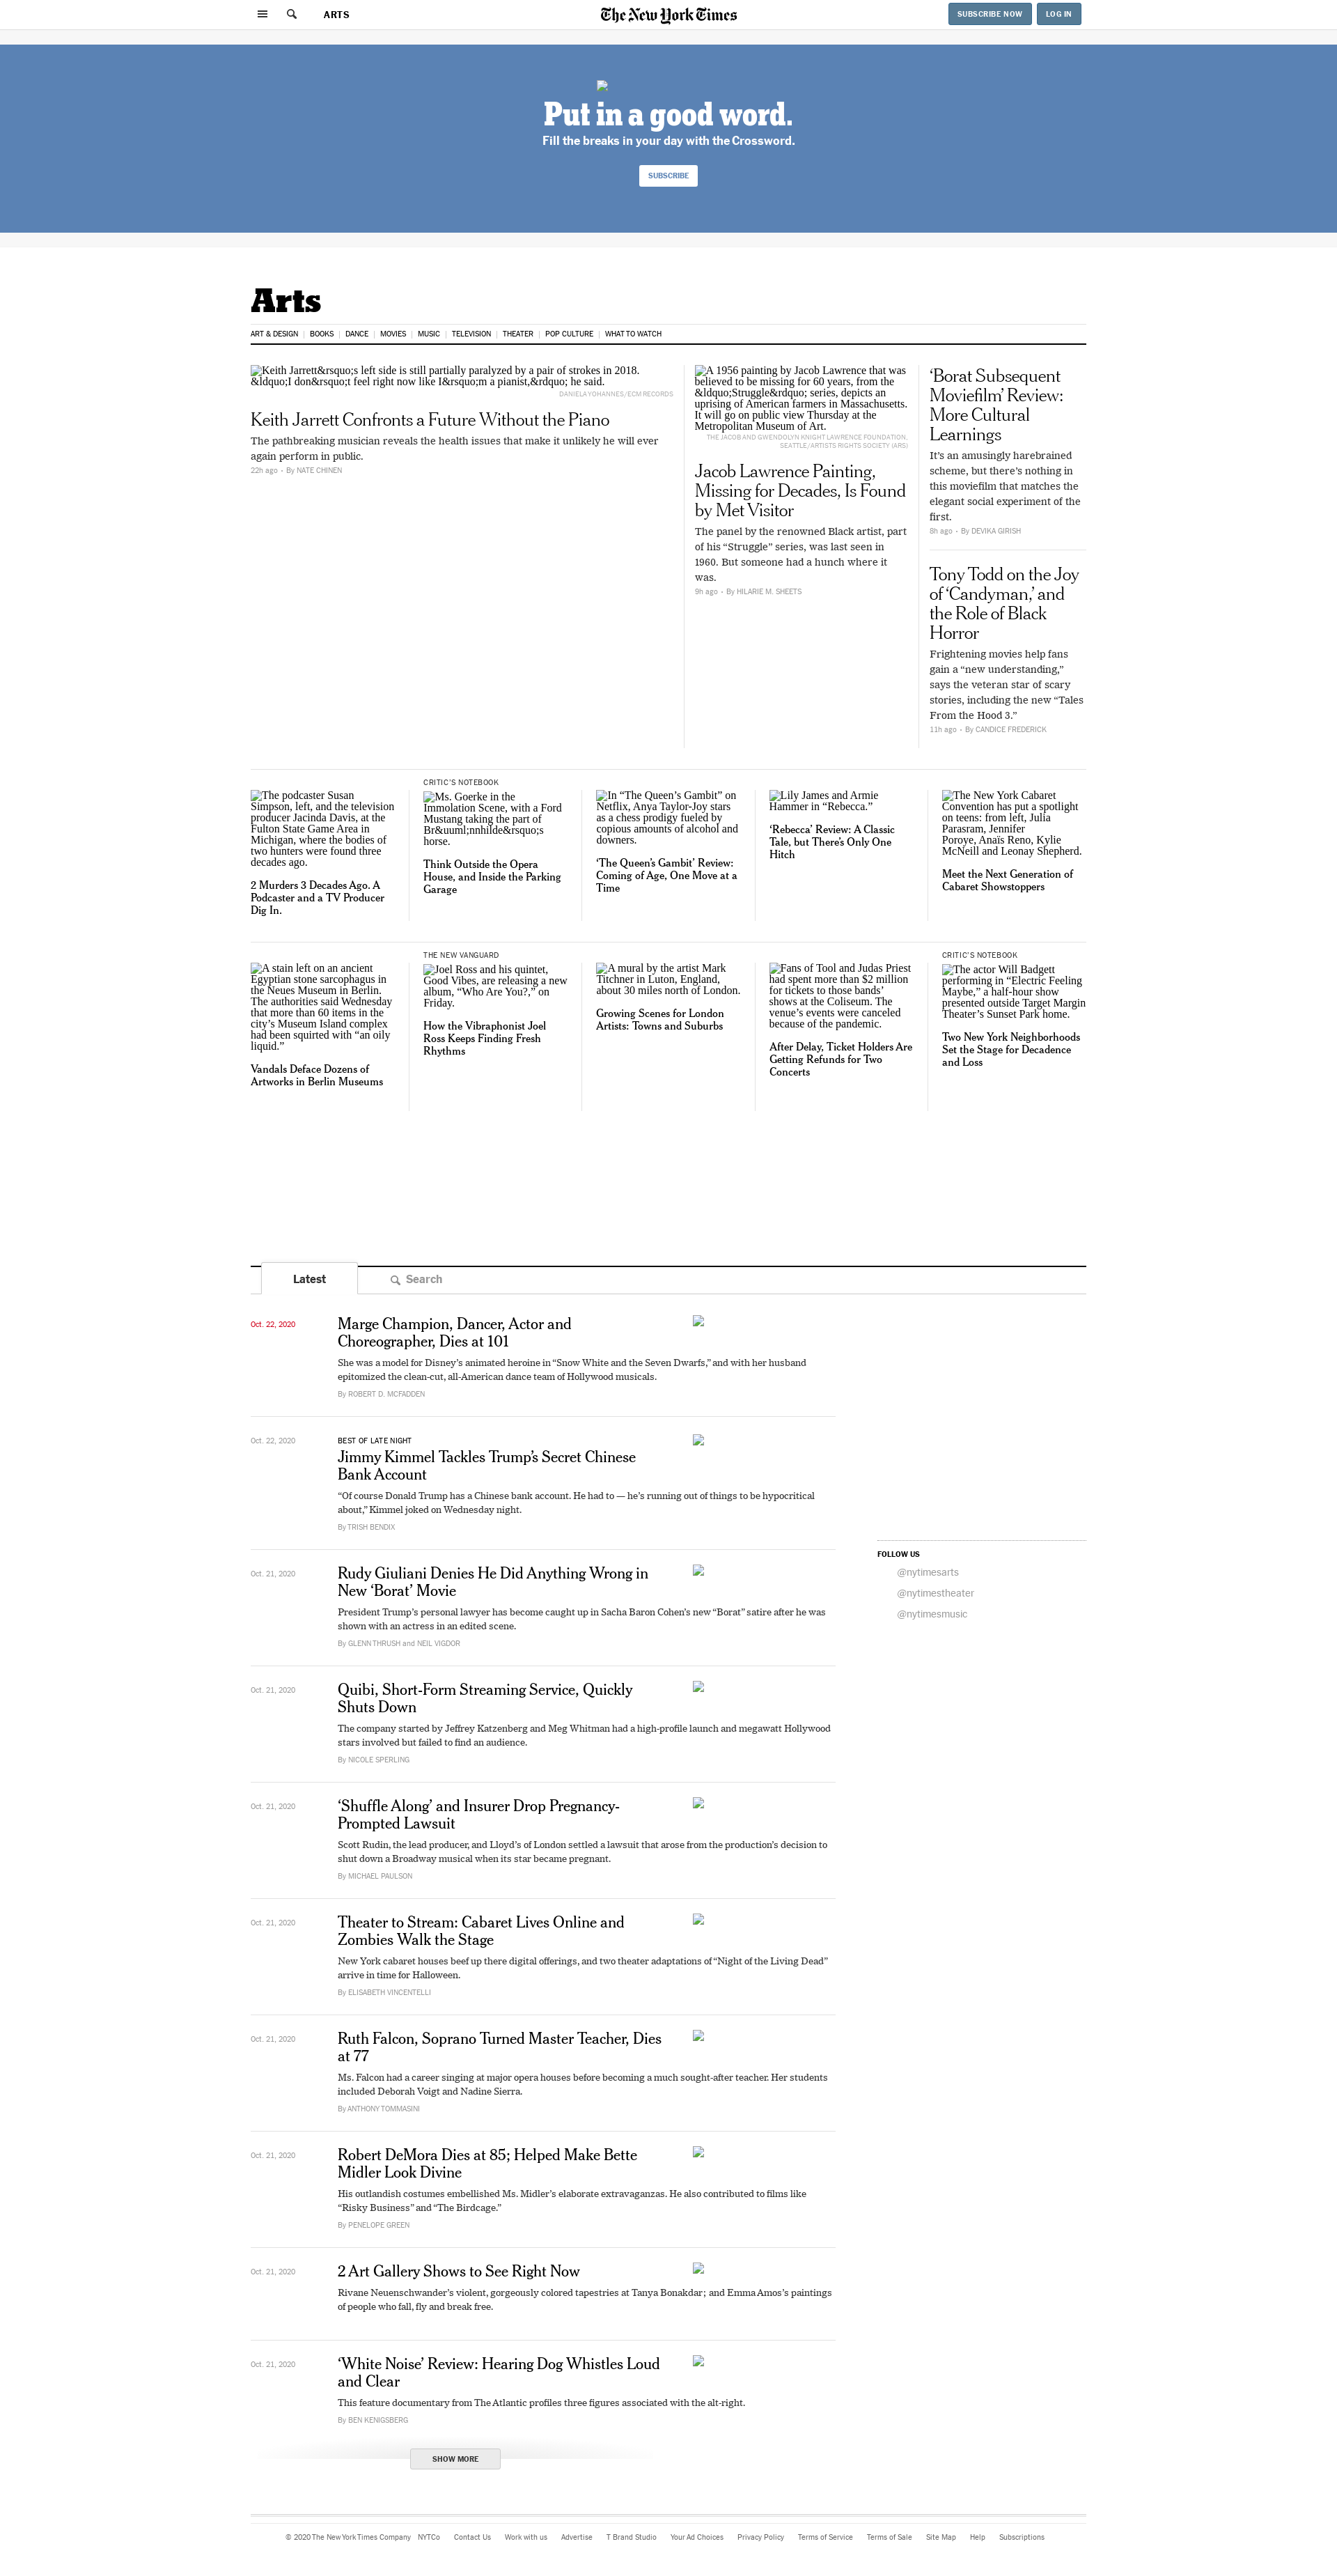 ARTS
The New York Times
SUBSCRIBE NOW
LOG IN
Put in a good word.
Fill the breaks in your day with the Crossword.
SUBSCRIBE
Arts
ART & DESIGN | BOOKS | DANCE | MOVIES | MUSIC | TELEVISION | THEATER | POP CULTURE | WHAT TO WATCH
Keith Jarrett&rsquo;s left side is still partially paralyzed by a pair of strokes in 2018.
&ldquo;I don&rsquo;t feel right now like I&rsquo;m a pianist,&rdquo; he said.
DANIELA YOHANNES/ECM RECORDS
Keith Jarrett Confronts a Future Without the Piano
The pathbreaking musician reveals the health issues that make it unlikely he will ever
again perform in public.
22h ago • By NATE CHINEN
A 1956 painting by Jacob Lawrence that was
believed to be missing for 60 years, from the
&ldquo;Struggle&rdquo; series, depicts an
uprising of American farmers in Massachusetts.
It will go on public view Thursday at the
Metropolitan Museum of Art.
THE JACOB AND GWENDOLYN KNIGHT LAWRENCE FOUNDATION,
SEATTLE/ARTISTS RIGHTS SOCIETY (ARS)
Jacob Lawrence Painting,
Missing for Decades, Is Found
by Met Visitor
The panel by the renowned Black artist, part
of his “Struggle” series, was last seen in
1960. But someone had a hunch where it
was.
9h ago • By HILARIE M. SHEETS
‘Borat Subsequent
Moviefilm’ Review:
More Cultural
Learnings
It’s an amusingly harebrained
scheme, but there’s nothing in
this moviefilm that matches the
elegant social experiment of the
first.
8h ago • By DEVIKA GIRISH
Tony Todd on the Joy
of ‘Candyman,’ and
the Role of Black
Horror
Frightening movies help fans
gain a “new understanding,”
says the veteran star of scary
stories, including the new “Tales
From the Hood 3.”
11h ago • By CANDICE FREDERICK
The podcaster Susan
Simpson, left, and the television
producer Jacinda Davis, at the
Fulton State Game Area in
Michigan, where the bodies of
two hunters were found three
decades ago.
2 Murders 3 Decades Ago. A
Podcaster and a TV Producer
Dig In.
CRITIC’S NOTEBOOK
Ms. Goerke in the
Immolation Scene, with a Ford
Mustang taking the part of
Br&uuml;nnhilde&rsquo;s
horse.
Think Outside the Opera
House, and Inside the Parking
Garage
In “The Queen’s Gambit” on
Netflix, Anya Taylor-Joy stars
as a chess prodigy fueled by
copious amounts of alcohol and
downers.
‘The Queen’s Gambit’ Review:
Coming of Age, One Move at a
Time
Lily James and Armie
Hammer in “Rebecca.”
‘Rebecca’ Review: A Classic
Tale, but There’s Only One
Hitch
The New York Cabaret
Convention has put a spotlight
on teens: from left, Julia
Parasram, Jennifer
Poroye, Anaïs Reno, Kylie
McNeill and Leonay Shepherd.
Meet the Next Generation of
Cabaret Showstoppers
A stain left on an ancient
Egyptian stone sarcophagus in
the Neues Museum in Berlin.
The authorities said Wednesday
that more than 60 items in the
city’s Museum Island complex
had been squirted with “an oily
liquid.”
Vandals Deface Dozens of
Artworks in Berlin Museums
THE NEW VANGUARD
Joel Ross and his quintet,
Good Vibes, are releasing a new
album, “Who Are You?,” on
Friday.
How the Vibraphonist Joel
Ross Keeps Finding Fresh
Rhythms
A mural by the artist Mark
Titchner in Luton, England,
about 30 miles north of London.
Growing Scenes for London
Artists: Towns and Suburbs
Fans of Tool and Judas Priest
had spent more than $2 million
for tickets to those bands’
shows at the Coliseum. The
venue’s events were canceled
because of the pandemic.
After Delay, Ticket Holders Are
Getting Refunds for Two
Concerts
CRITIC’S NOTEBOOK
The actor Will Badgett
performing in “Electric Feeling
Maybe,” a half-hour show
presented outside Target Margin
Theater’s Sunset Park home.
Two New York Neighborhoods
Set the Stage for Decadence
and Loss
Latest
Search
Oct. 22, 2020
Marge Champion, Dancer, Actor and
Choreographer, Dies at 101
She was a model for Disney’s animated heroine in “Snow White and the Seven Dwarfs,” and with her husband
epitomized the clean-cut, all-American dance team of Hollywood musicals.
By ROBERT D. MCFADDEN
Oct. 22, 2020
BEST OF LATE NIGHT
Jimmy Kimmel Tackles Trump’s Secret Chinese
Bank Account
“Of course Donald Trump has a Chinese bank account. He had to — he’s running out of things to be hypocritical
about,” Kimmel joked on Wednesday night.
By TRISH BENDIX
Oct. 21, 2020
Rudy Giuliani Denies He Did Anything Wrong in
New ‘Borat’ Movie
President Trump’s personal lawyer has become caught up in Sacha Baron Cohen’s new “Borat” satire after he was
shown with an actress in an edited scene.
By GLENN THRUSH and NEIL VIGDOR
FOLLOW US
@nytimesarts
@nytimestheater
@nytimesmusic
Oct. 21, 2020
Quibi, Short-Form Streaming Service, Quickly
Shuts Down
The company started by Jeffrey Katzenberg and Meg Whitman had a high-profile launch and megawatt Hollywood
stars involved but failed to find an audience.
By NICOLE SPERLING
Oct. 21, 2020
‘Shuffle Along’ and Insurer Drop Pregnancy-
Prompted Lawsuit
Scott Rudin, the lead producer, and Lloyd’s of London settled a lawsuit that arose from the production’s decision to
shut down a Broadway musical when its star became pregnant.
By MICHAEL PAULSON
Oct. 21, 2020
Theater to Stream: Cabaret Lives Online and
Zombies Walk the Stage
New York cabaret houses beef up there digital offerings, and two theater adaptations of “Night of the Living Dead”
arrive in time for Halloween.
By ELISABETH VINCENTELLI
Oct. 21, 2020
Ruth Falcon, Soprano Turned Master Teacher, Dies
at 77
Ms. Falcon had a career singing at major opera houses before becoming a much sought-after teacher. Her students
included Deborah Voigt and Nadine Sierra.
By ANTHONY TOMMASINI
Oct. 21, 2020
Robert DeMora Dies at 85; Helped Make Bette
Midler Look Divine
His outlandish costumes embellished Ms. Midler’s elaborate extravaganzas. He also contributed to films like
“Risky Business” and “The Birdcage.”
By PENELOPE GREEN
Oct. 21, 2020
2 Art Gallery Shows to See Right Now
Rivane Neuenschwander’s violent, gorgeously colored tapestries at Tanya Bonakdar; and Emma Amos’s paintings
of people who fall, fly and break free.
Oct. 21, 2020
‘White Noise’ Review: Hearing Dog Whistles Loud
and Clear
This feature documentary from The Atlantic profiles three figures associated with the alt-right.
By BEN KENIGSBERG
SHOW MORE
© 2020 The New York Times Company NYTCo Contact Us Work with us Advertise T Brand Studio Your Ad Choices Privacy Policy Terms of Service Terms of Sale Site Map Help Subscriptions